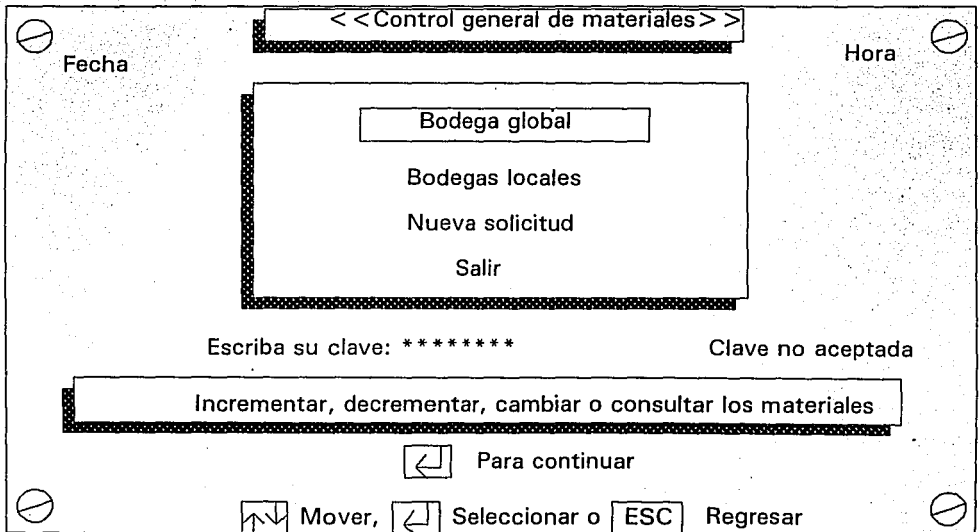 <<Control general de materiales>>
Fecha
Hora
Bodega global
Bodegas locales
Nueva solicitud
Salir
Escriba su clave: ******** Clave no aceptada
Incrementar, decrementar, cambiar o consultar los materiales
Para continuar
Mover, Seleccionar o ESC Regresar